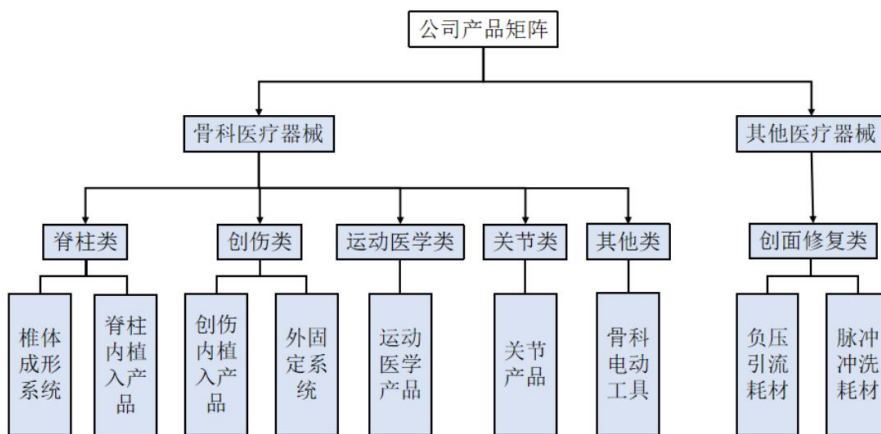 公司产品矩阵
骨科医疗器械
其他医疗器械
脊柱类
创伤类
运动医学类
关节类
其他类
创面修复类
椎体
成形
系统
脊柱
内植
入产
品
创伤
内植
入产
品
外固
定系
统
运动
医学
产品
关节
产品
骨科
电动
工具
负压
引流
耗材
脉冲
冲洗
耗材